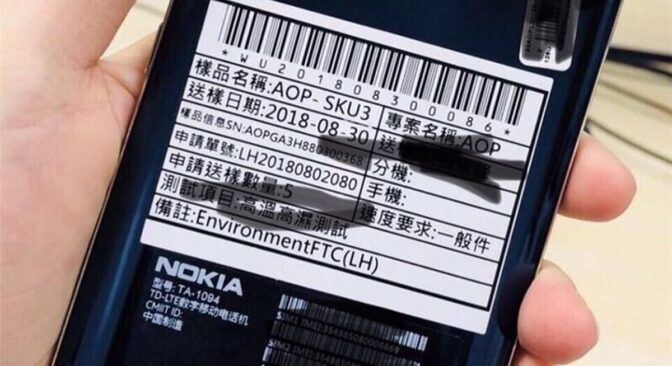 *WU20180830​0086*
樣品名稱:AOP- SKU3
專案名稱:AOP
送樣日期:2018-08-30
送樣
樣品信息SN:AOPGA3H880300368
分機:
申請單號:LH20180802080
手機:
申請送樣數量:5
速度要求:一般件
測試項目:高溫高濕測試
備註:EnvironmentFTC(LH)
NOKIA
型号: TA-1094
TD-LTE数字移动电话机
CMIIT ID:
中国制造